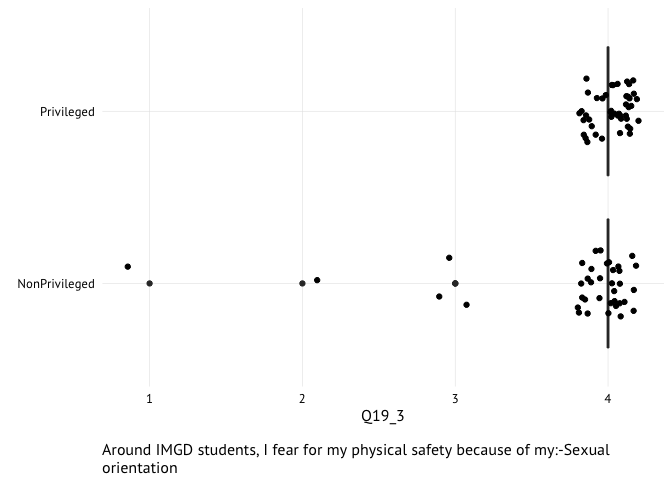 Privileged
NonPrivileged
1 2 3 4
Q19_3
Around IMGD students, I fear for my physical safety because of my:-Sexual
orientation